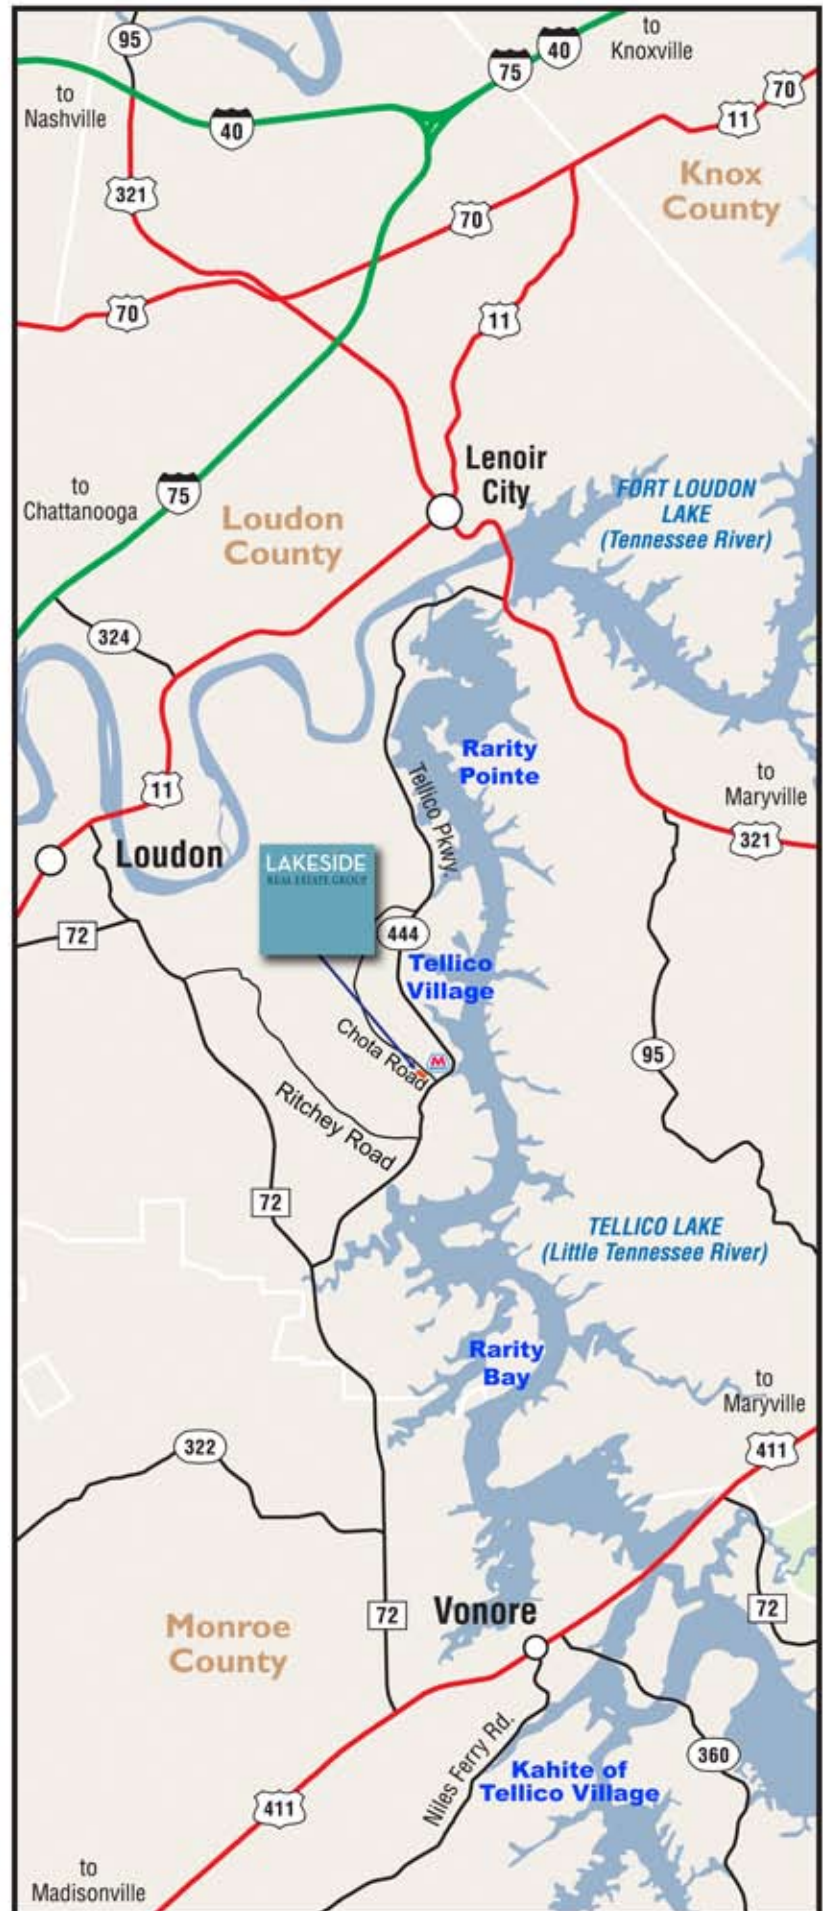 95
to
Knoxville
40
75
to
Nashville
40
70
11
321
Knox
County
70
70
11
Lenoir
City
to
Chattanooga
75
FORT LOUDON
LAKE
(Tennessee River)
Loudon
County
324
Rarity
Pointe
Tellico Pkwy.
11
to
Maryville
321
Loudon
LAKESIDE
REAL ESTATE GROUP
72
444
Tellico
Village
Chota Road
M
95
Ritchey Road
72
TELLICO LAKE
(Little Tennessee River)
Rarity
Bay
to
Maryville
411
322
72
Vonore
72
Monroe
County
Niles Ferry Rd.
360
Kahite of
Tellico Village
411
to
Madisonville